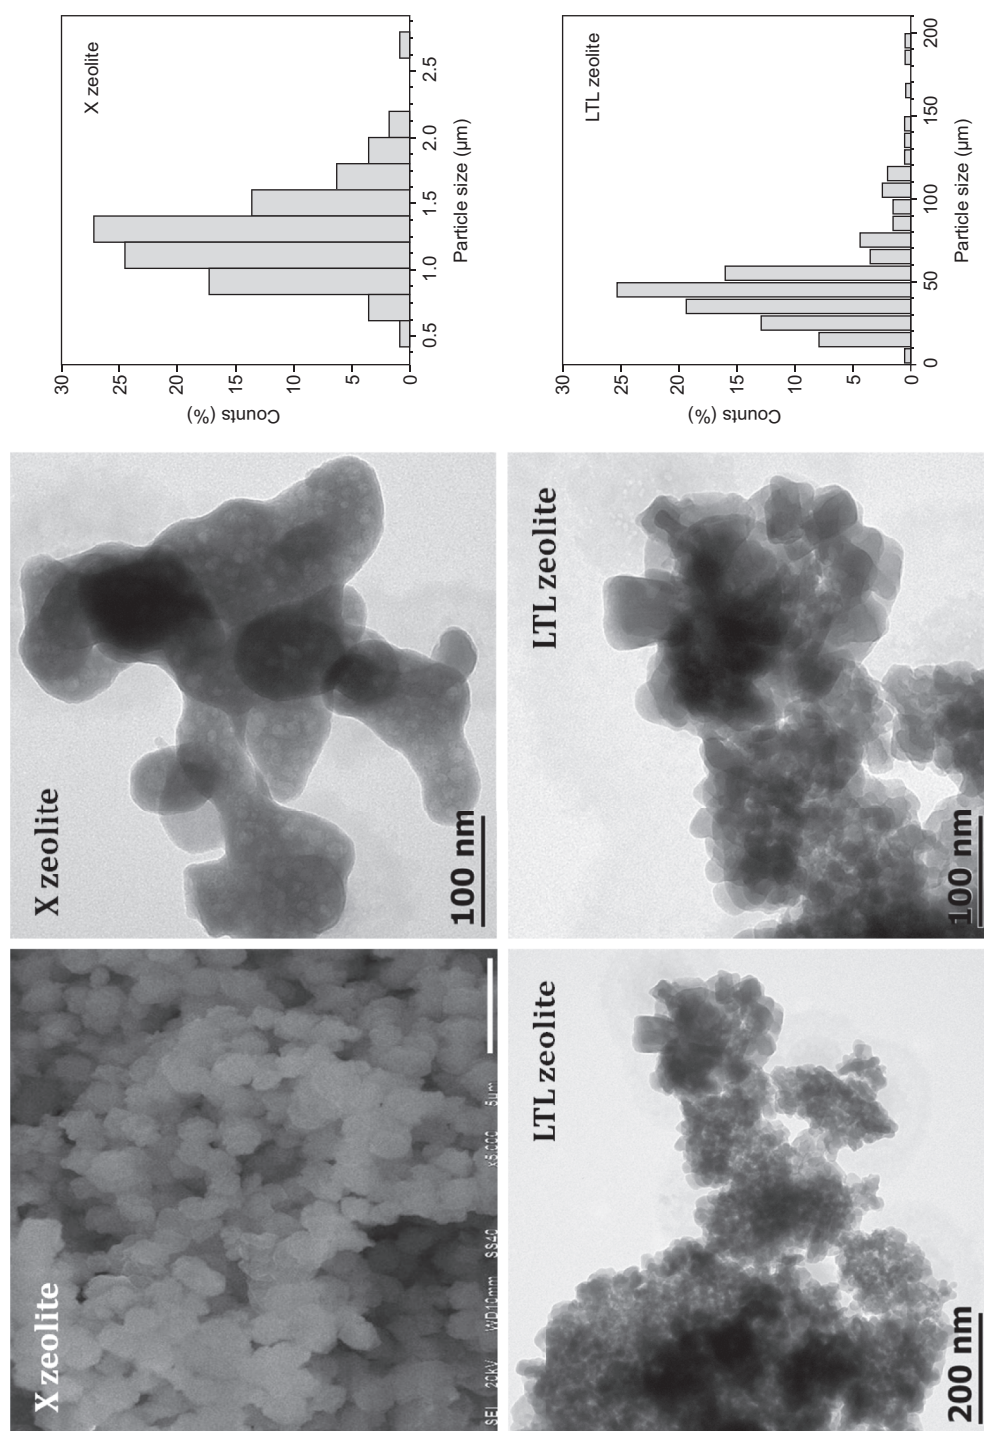 X zeolite
SEI 20kV WD10mm SS40 x5,000 5µm
X zeolite
100 nm
X zeolite
Counts (%)
30
25
20
15
10
5
0
0.5 1.0 1.5 2.0 2.5
Particle size (µm)
LTL zeolite
200 nm
LTL zeolite
100 nm
LTL zeolite
Counts (%)
30
25
20
15
10
5
0
0 50 100 150 200
Particle size (µm)